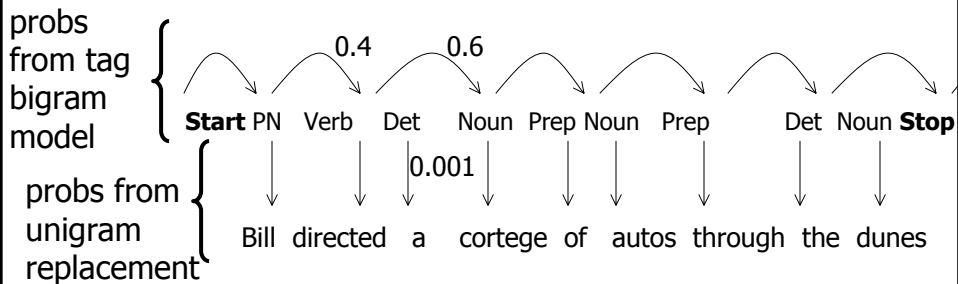 probs
from tag
bigram
model
0.4 0.6
Start PN Verb Det Noun Prep Noun Prep Det Noun Stop
0.001
probs from
unigram
replacement
Bill directed a cortege of autos through the dunes